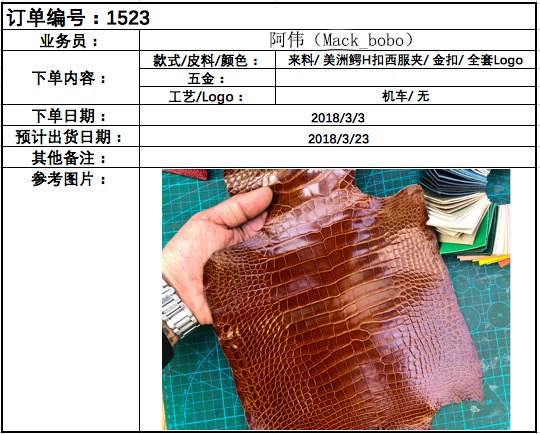 订单编号：1523
业务员： 阿伟（Mack_bobo）
下单内容： 款式/皮料/颜色： 来料/ 美洲鳄H扣西服夹/ 金扣/ 全套Logo
五金：
工艺/Logo： 机车/ 无
下单日期： 2018/3/3
预计出货日期： 2018/3/23
其他备注：
参考图片：